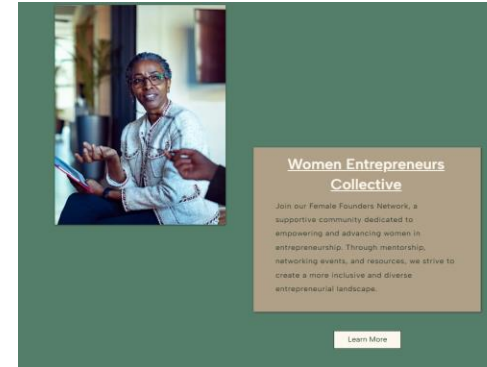 Women Entrepreneurs
Collective
Join our Female Founders Network, a
supportive community dedicated to
empowering and advancing women in
entrepreneurship. Through mentorship,
networking events, and resources, we strive to
create a more inclusive and diverse
entrepreneurial landscape.
Learn More